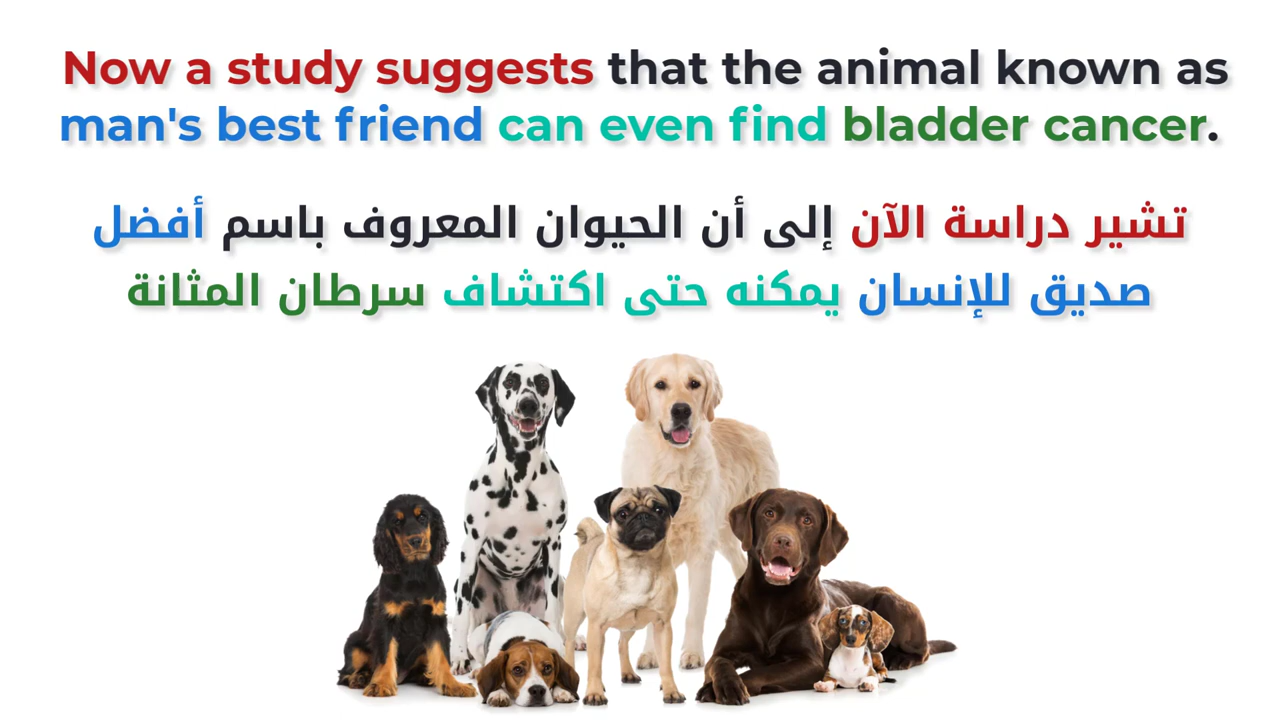 Now a study suggests that the animal known as
man's best friend can even find bladder cancer.
تشير دراسة الآن إلى أن الحيوان المعروف باسم أفضل
صديق للإنسان يمكنه حتى اكتشاف سرطان المثانة